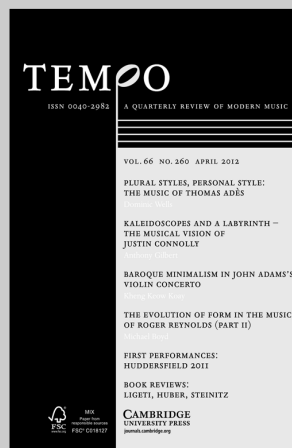 TEMPO
ISSN 0040-2982
A QUARTERLY REVIEW OF MODERN MUSIC
VOL. 66 NO. 260 APRIL 2012
PLURAL STYLES, PERSONAL STYLE:
THE MUSIC OF THOMAS ADÈS
KALEIDOSCOPES AND A LABYRINTH –
THE MUSICAL VISION OF
JUSTIN CONNOLLY
BAROQUE MINIMALISM IN JOHN ADAMS'S
VIOLIN CONCERTO
THE EVOLUTION OF FORM IN THE MUSIC
OF ROGER REYNOLDS (PART II)
FIRST PERFORMANCES:
HUDDERSFIELD 2011
BOOK REVIEWS:
LIGETI, HUBER, STEINITZ
FSC
www.fsc.org
MIX
Paper from
responsible sources
FSC® C018127
CAMBRIDGE
UNIVERSITY PRESS
journals.cambridge.org